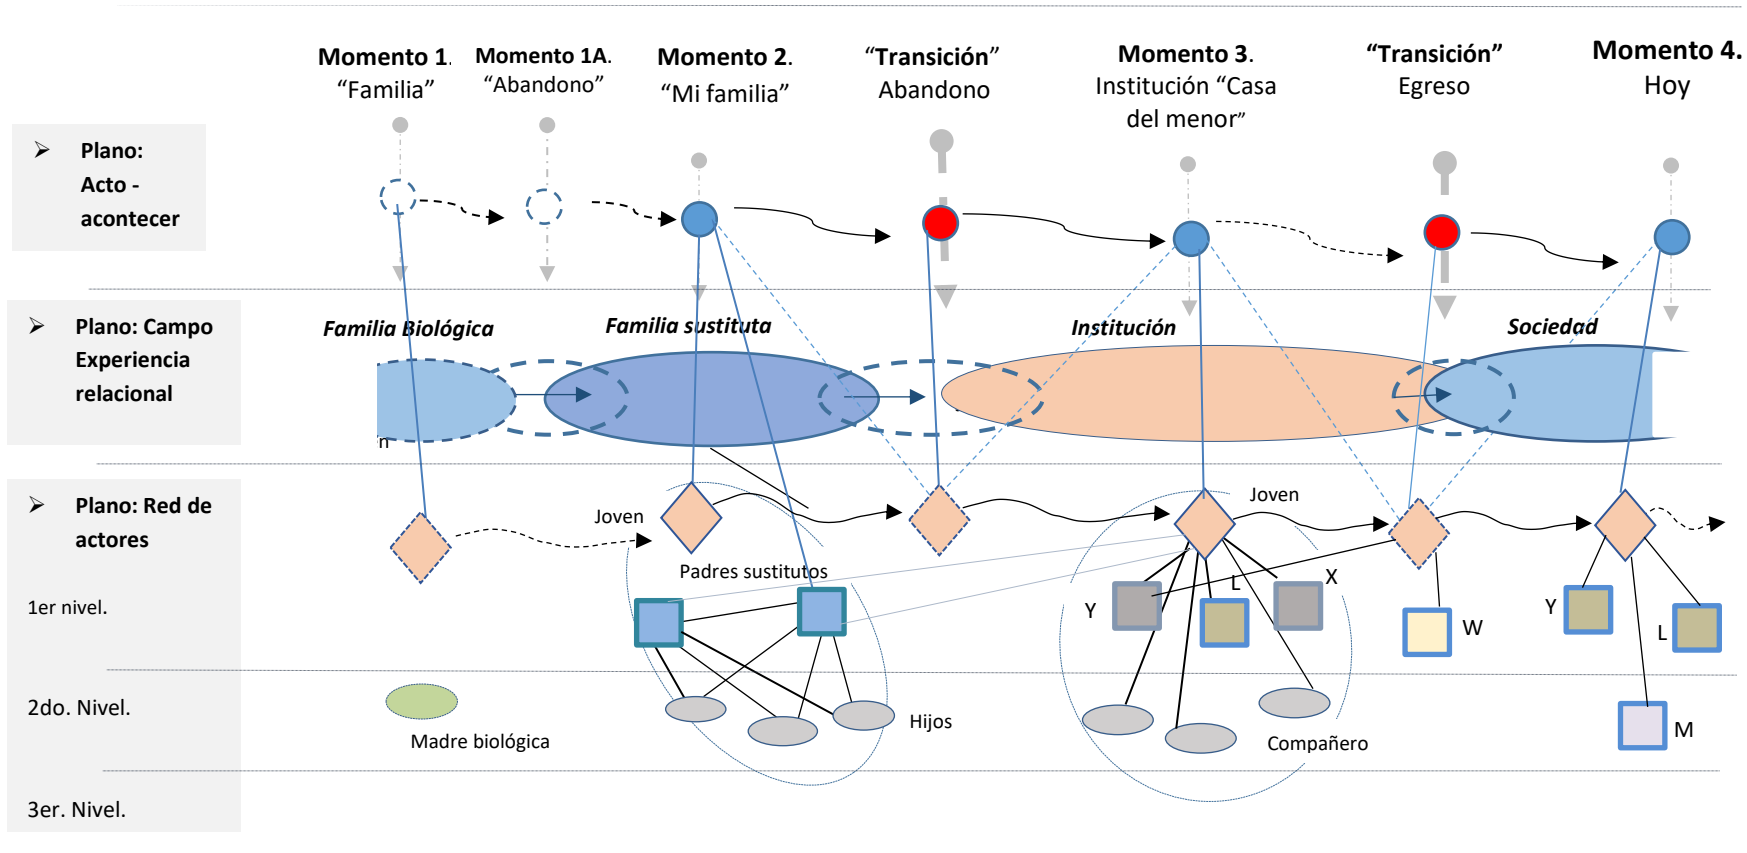 Momento 1.
“Familia”
Momento 1A.
“Abandono”
Momento 2.
“Mi familia”
“Transición”
Abandono
Momento 3.
Institución “Casa
del menor”
“Transición”
Egreso
Momento 4.
Hoy
Plano:
Acto -
acontecer
Plano: Campo
Experiencia
relacional
Familia Biológica
Familia sustituta
Institución
Sociedad
n
Plano: Red de
actores
Joven
Joven
Padres sustitutos
1er nivel.
Y
L
X
W
Y
L
2do. Nivel.
Madre biológica
Hijos
Compañero
M
3er. Nivel.